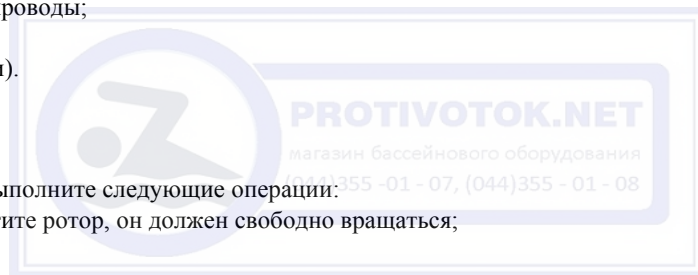 роводы;
).
PROTIVOTOK.NET
магазин бассейнового оборудования
ыполните следующие операции:
(044)355 -01 - 07, (044)355 - 01 - 08
ите ротор, он должен свободно вращаться;